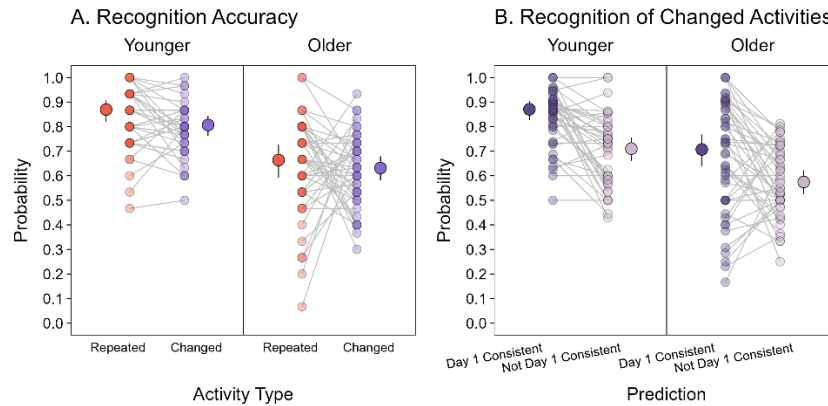 A. Recognition Accuracy
Younger
Older
Probability
1.0
0.9
0.8
0.7
0.6
0.5
0.4
0.3
0.2
0.1
0.0
Repeated
Changed
Repeated
Changed
Activity Type
B. Recognition of Changed Activities
Younger
Older
Probability
1.0
0.9
0.8
0.7
0.6
0.5
0.4
0.3
0.2
0.1
0.0
Day 1 Consistent
Not Day 1 Consistent
Day 1 Consistent
Not Day 1 Consistent
Prediction